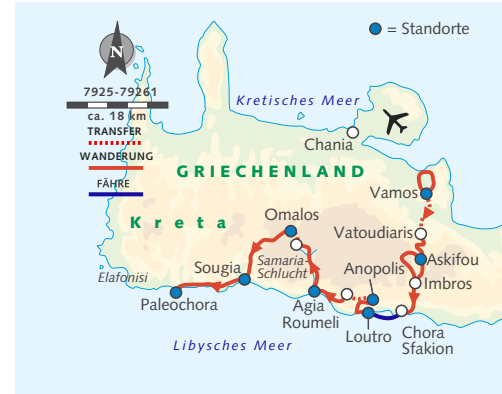 = Standorte
N
7925-79261
ca. 18 km
TRANSFER
WANDERUNG
FÄHRE
Kretisches Meer
Chania
GRIECHENLAND
Vamos
Kreta
Omalos
Vatoudiaris
Samaria-
Schlucht
Askifou
Elafonisi
Sougia
Anopolis
Imbros
Paleochora
Agia
Roumeli
Loutro
Chora
Sfakion
Libysches Meer